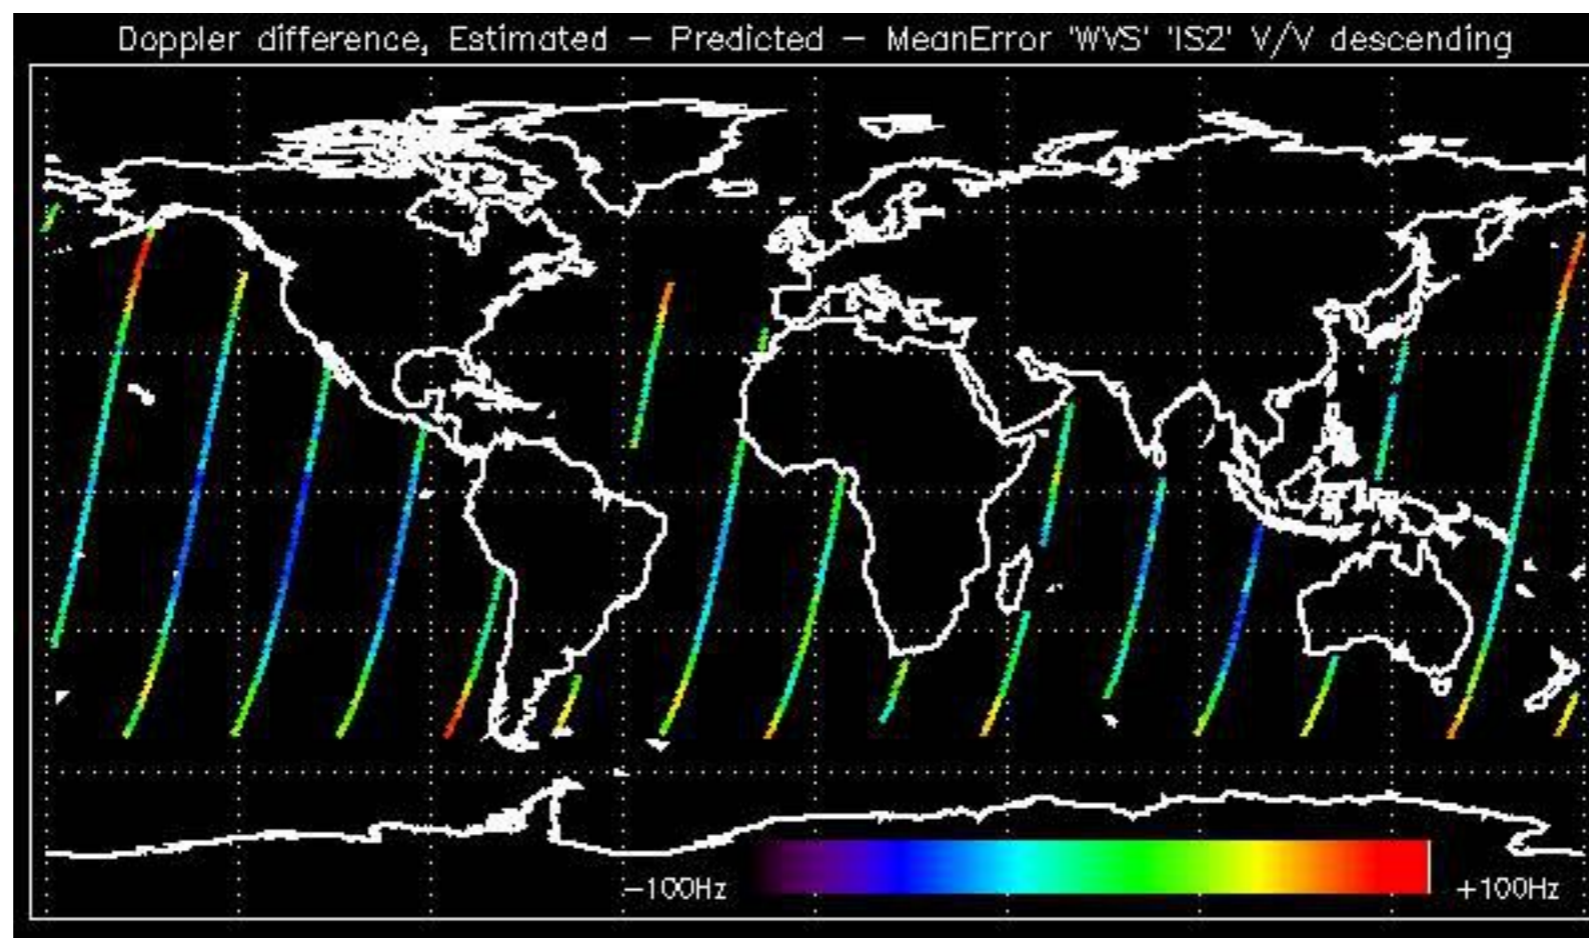 Doppler difference, Estimated – Predicted – MeanError 'WVS' 'IS2' V/V descending
–100Hz +100Hz